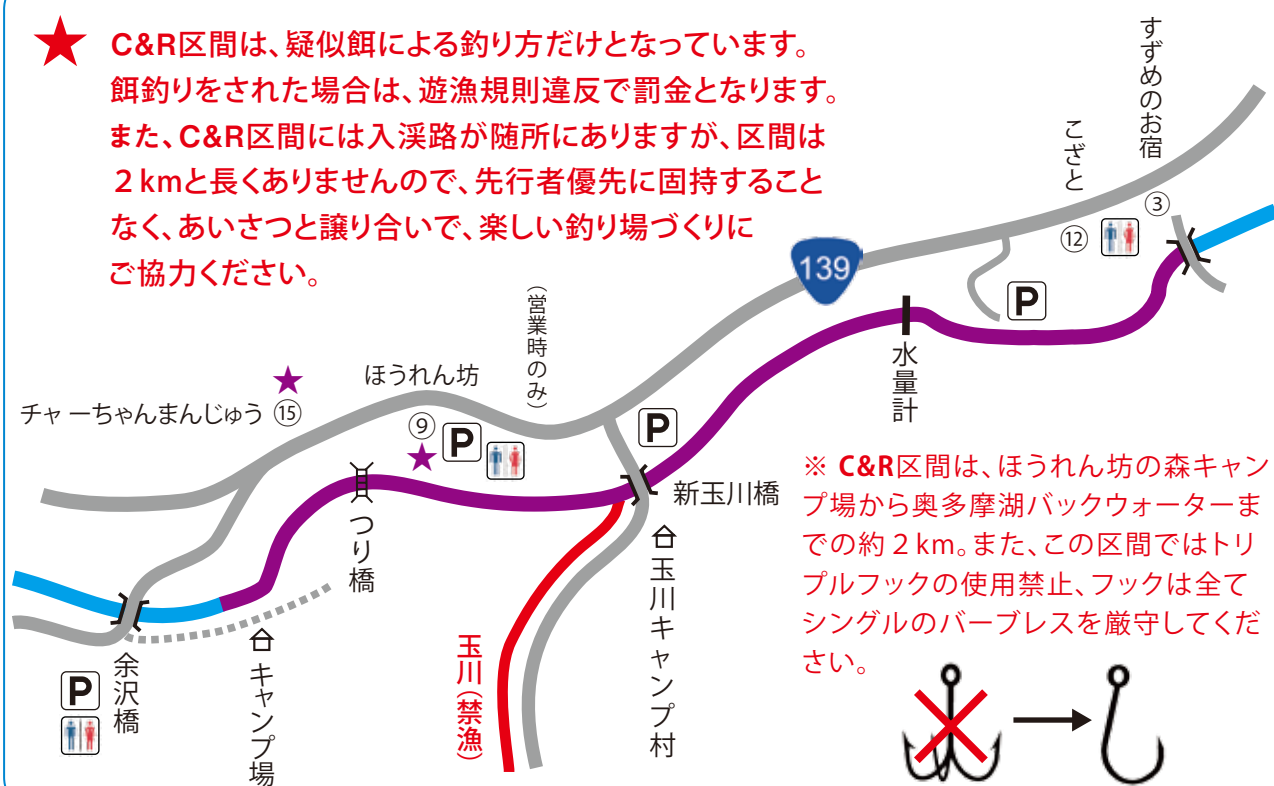 ★ C&R区間は、疑似餌による釣り方だけとなっています。
餌釣りをされた場合は、遊漁規則違反で罰金となります。
また、C&R区間には入渓路が随所にありますが、区間は
２kmと長くありませんので、先行者優先に固持すること
なく、あいさつと譲り合いで、楽しい釣り場づくりに
ご協力ください。
すずめのお宿
③
こざと
⑫
139
P
水量計
（営業時のみ）
ほうれん坊
⑨
P
★
★
チャーちゃんまんじゅう ⑮
P
新玉川橋
つり橋
玉川キャンプ村
玉川（禁漁）
キャンプ場
余沢橋
P
※ C&R区間は、ほうれん坊の森キャン
プ場から奥多摩湖バックウォーターま
での約２km。また、この区間ではトリ
プルフックの使用禁止、フックは全て
シングルのバーブレスを厳守してくだ
さい。